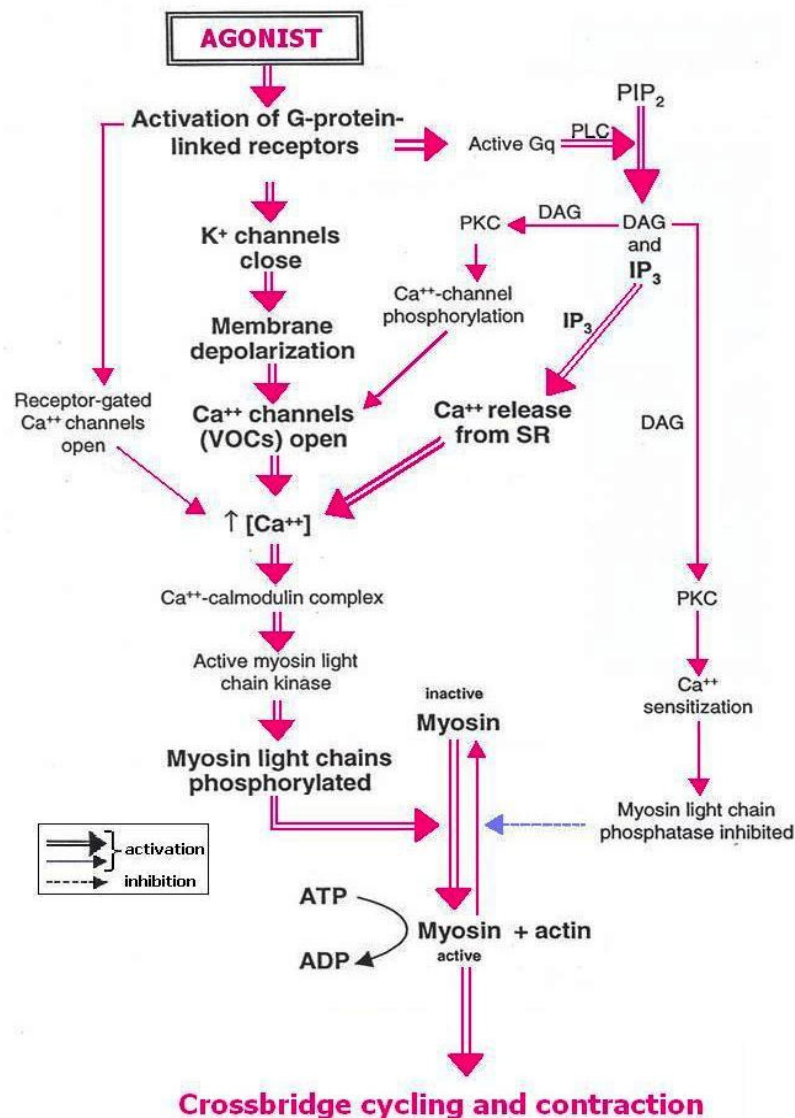 AGONIST
Activation of G-protein-
linked receptors
Active Gq
PLC
PIP₂
K⁺ channels
close
PKC
DAG
DAG
and
IP₃
Ca⁺⁺-channel
phosphorylation
IP₃
Membrane
depolarization
Receptor-gated
Ca⁺⁺ channels
open
Ca⁺⁺ channels
(VOCs) open
Ca⁺⁺ release
from SR
DAG
↑ [Ca⁺⁺]
Ca⁺⁺-calmodulin complex
PKC
Active myosin light
chain kinase
Ca⁺⁺
sensitization
inactive
Myosin
Myosin light chains
phosphorylated
Myosin light chain
phosphatase inhibited
activation
inhibition
ATP
ADP
Myosin + actin
active
Crossbridge cycling and contraction